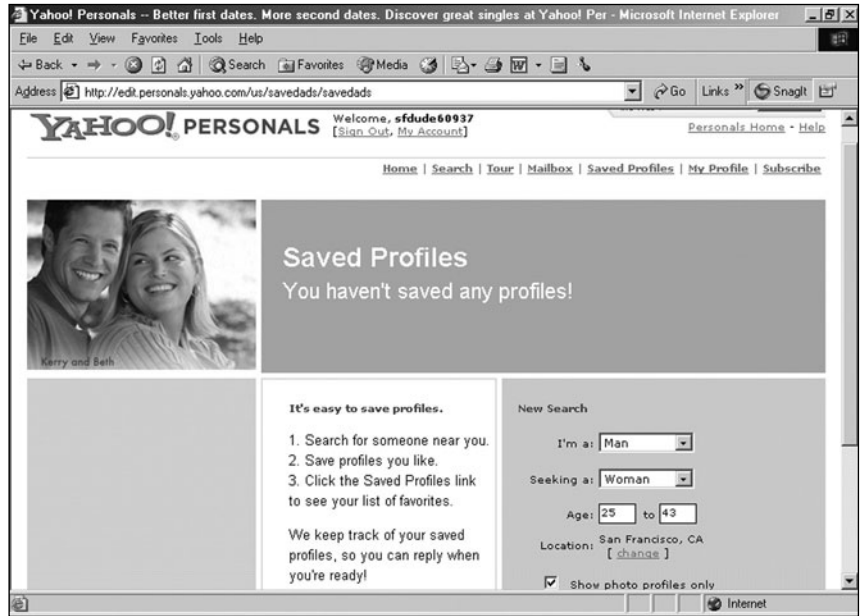 Yahoo! Personals -- Better first dates. More second dates. Discover great singles at Yahoo! Per - Microsoft Internet Explorer
File Edit View Favorites Tools Help
Back Search Favorites Media
Address http://edit.personals.yahoo.com/us/savedads/savedads Go Links » SnagIt
YAHOO! PERSONALS
Welcome, sfdude60937
[Sign Out, My Account]
Personals Home - Help
Home | Search | Tour | Mailbox | Saved Profiles | My Profile | Subscribe
Saved Profiles
You haven't saved any profiles!
Kerry and Beth
It's easy to save profiles.
1. Search for someone near you.
2. Save profiles you like.
3. Click the Saved Profiles link
to see your list of favorites.
We keep track of your saved
profiles, so you can reply when
you're ready!
New Search
I'm a: Man
Seeking a: Woman
Age: 25 to 43
Location: San Francisco, CA
[ change ]
Show photo profiles only
Internet